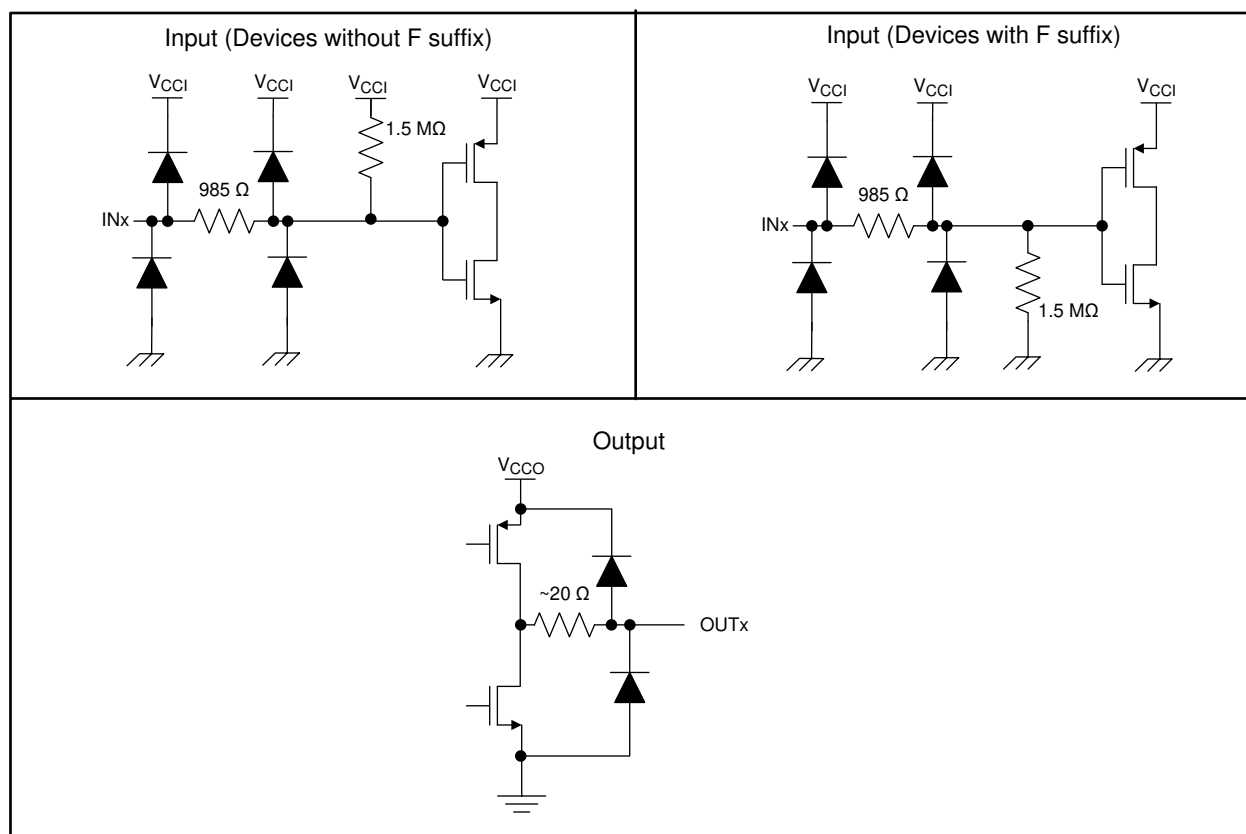 Input (Devices without F suffix)
Input (Devices with F suffix)
VCCI VCCI VCCI VCCI
1.5 MΩ
985 Ω
INx
VCCI VCCI VCCI
985 Ω
INx
1.5 MΩ
Output
VCCO
~20 Ω
OUTx